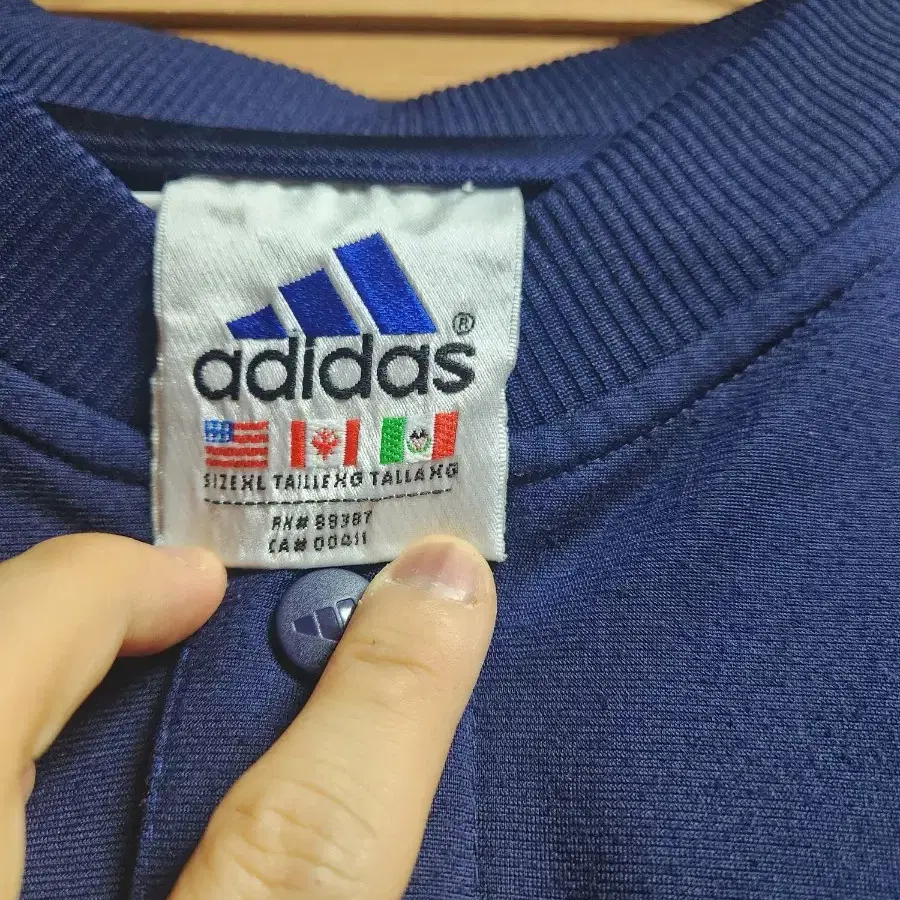 adidas®
SIZE XL TAILLE XG TALLA XG
RN# 88387
CA# 00411